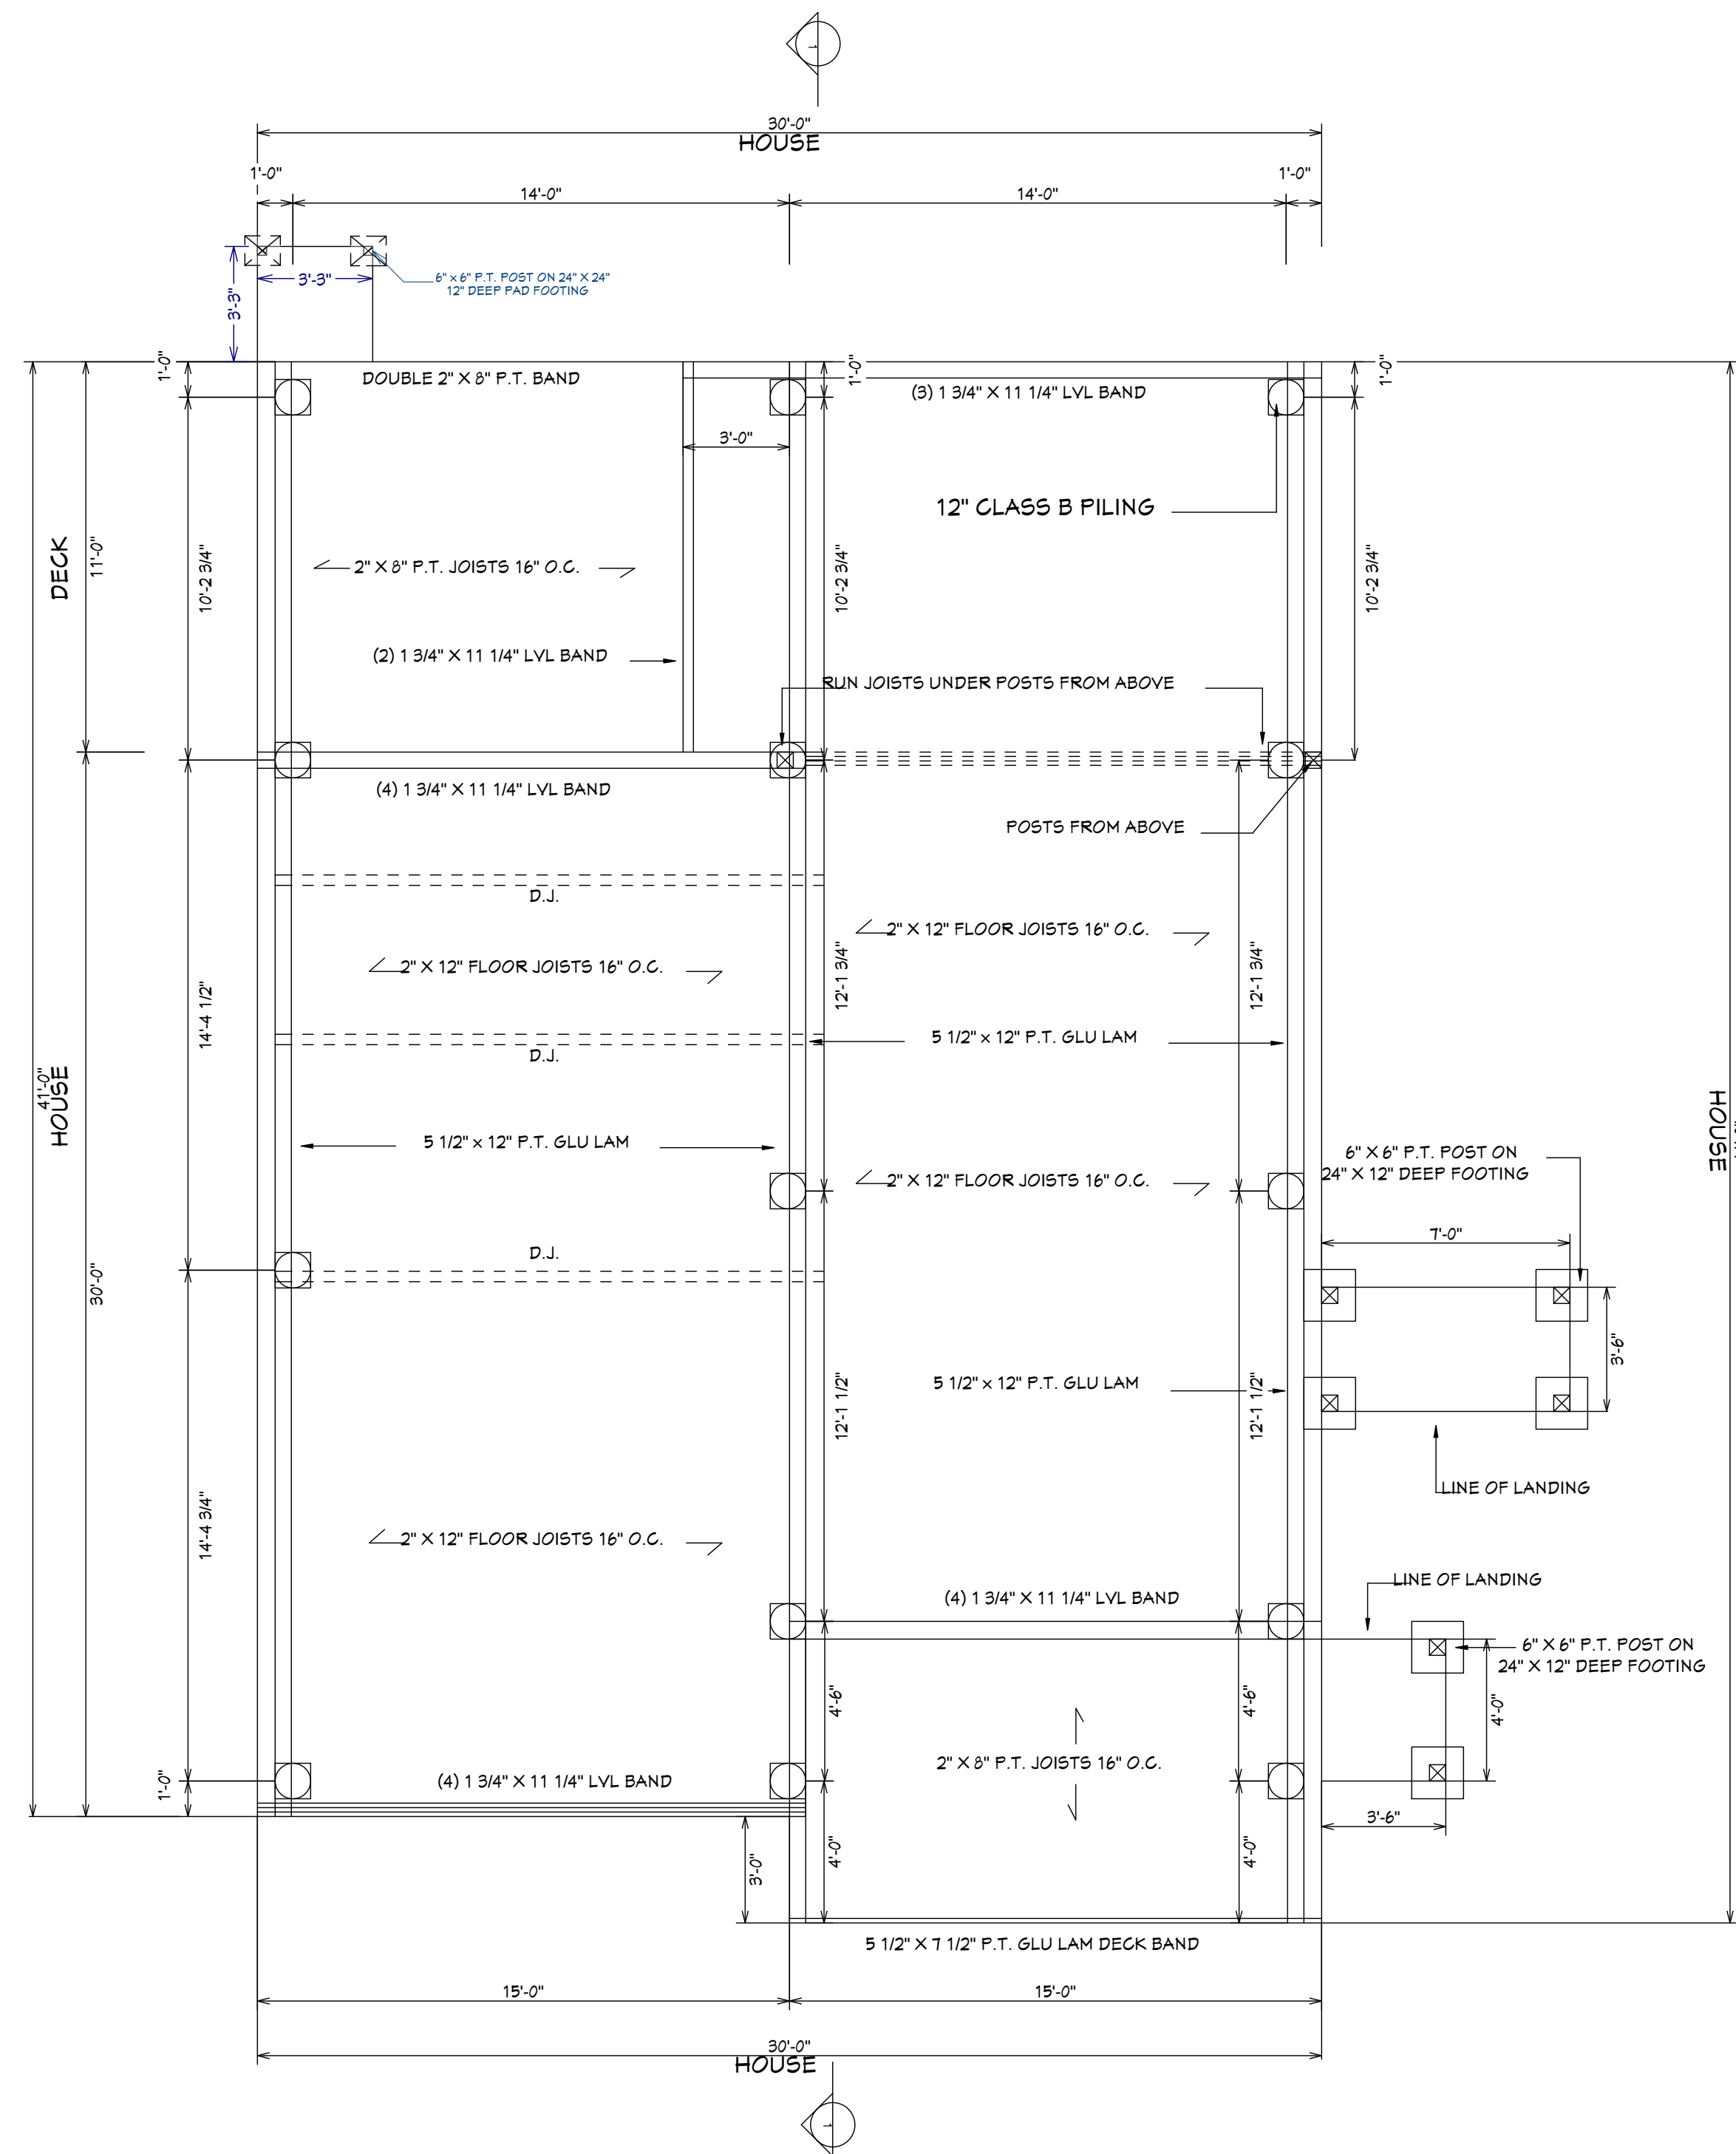 1
30'-0"
HOUSE
1'-0"
14'-0"
14'-0"
1'-0"
3'-3"
3'-3"
6" x 6" P.T. POST ON 24" X 24"
12" DEEP PAD FOOTING
1'-0"
DOUBLE 2" X 8" P.T. BAND
1'-0"
(3) 1 3/4" X 11 1/4" LVL BAND
1'-0"
3'-0"
12" CLASS B PILING
DECK
11'-0"
10'-2 3/4"
2" X 8" P.T. JOISTS 16" O.C.
10'-2 3/4"
10'-2 3/4"
(2) 1 3/4" X 11 1/4" LVL BAND
RUN JOISTS UNDER POSTS FROM ABOVE
(4) 1 3/4" X 11 1/4" LVL BAND
POSTS FROM ABOVE
D.J.
2" X 12" FLOOR JOISTS 16" O.C.
2" X 12" FLOOR JOISTS 16" O.C.
12'-1 3/4"
12'-1 3/4"
14'-4 1/2"
D.J.
5 1/2" x 12" P.T. GLU LAM
41'-0"
HOUSE
HOUSE
5 1/2" x 12" P.T. GLU LAM
6" X 6" P.T. POST ON
24" X 12" DEEP FOOTING
2" X 12" FLOOR JOISTS 16" O.C.
7'-0"
D.J.
30'-0"
3'-6"
5 1/2" x 12" P.T. GLU LAM
12'-1 1/2"
12'-1 1/2"
LINE OF LANDING
14'-4 3/4"
2" X 12" FLOOR JOISTS 16" O.C.
LINE OF LANDING
(4) 1 3/4" X 11 1/4" LVL BAND
6" X 6" P.T. POST ON
24" X 12" DEEP FOOTING
4'-6"
4'-6"
4'-0"
2" X 8" P.T. JOISTS 16" O.C.
1'-0"
(4) 1 3/4" X 11 1/4" LVL BAND
3'-6"
3'-0"
4'-0"
4'-0"
5 1/2" X 7 1/2" P.T. GLU LAM DECK BAND
15'-0"
15'-0"
30'-0"
HOUSE
1